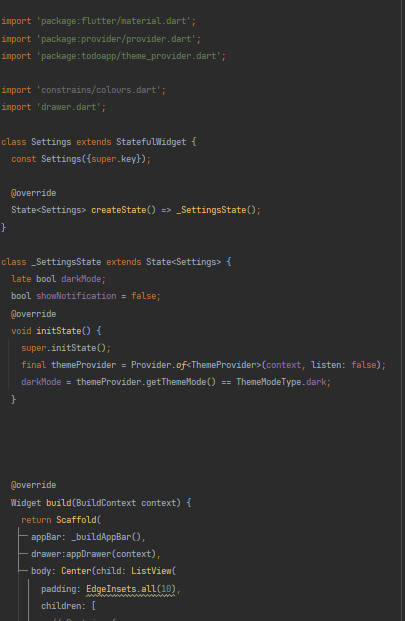 import 'package:flutter/material.dart';
import 'package:provider/provider.dart';
import 'package:todoapp/theme_provider.dart';
import 'constrains/colours.dart';
import 'drawer.dart';
class Settings extends StatefulWidget {
const Settings({super.key});
@override
State<Settings> createState() => _SettingsState();
}
class _SettingsState extends State<Settings> {
late bool darkMode;
bool showNotification = false;
@override
void initState() {
super.initState();
final themeProvider = Provider.of<ThemeProvider>(context, listen: false);
darkMode = themeProvider.getThemeMode() == ThemeModeType.dark;
}
@override
Widget build(BuildContext context) {
return Scaffold(
appBar: _buildAppBar(),
drawer:appDrawer(context),
body: Center(child: ListView(
padding: EdgeInsets.all(10),
children: [